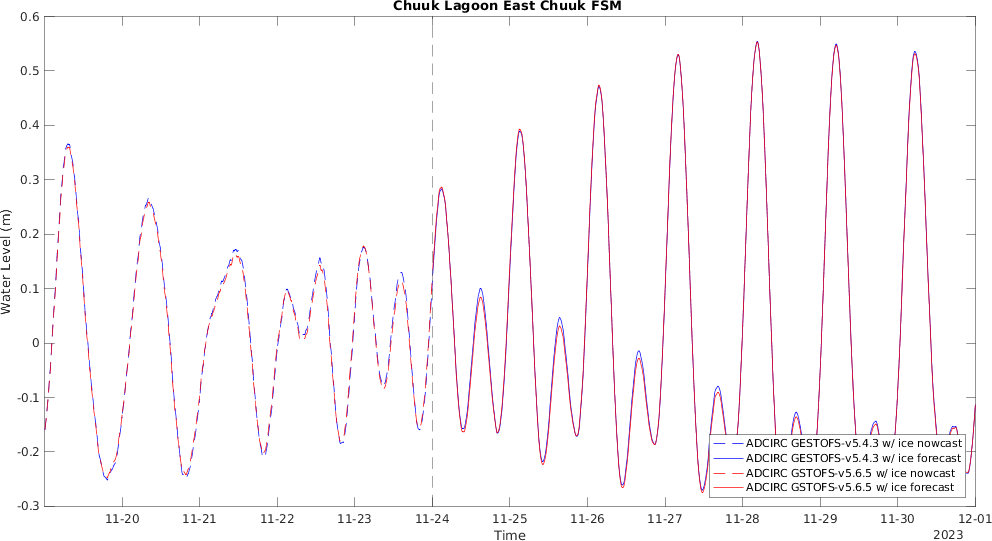 Chuuk Lagoon East Chuuk FSM
0.6
0.5
0.4
0.3
0.2
0.1
0
-0.1
-0.2
-0.3
Water Level (m)
ADCIRC GESTOFS-v5.4.3 w/ ice nowcast
ADCIRC GESTOFS-v5.4.3 w/ ice forecast
ADCIRC GSTOFS-v5.6.5 w/ ice nowcast
ADCIRC GSTOFS-v5.6.5 w/ ice forecast
11-20 11-21 11-22 11-23 11-24 11-25 11-26 11-27 11-28 11-29 11-30 12-01
Time
2023